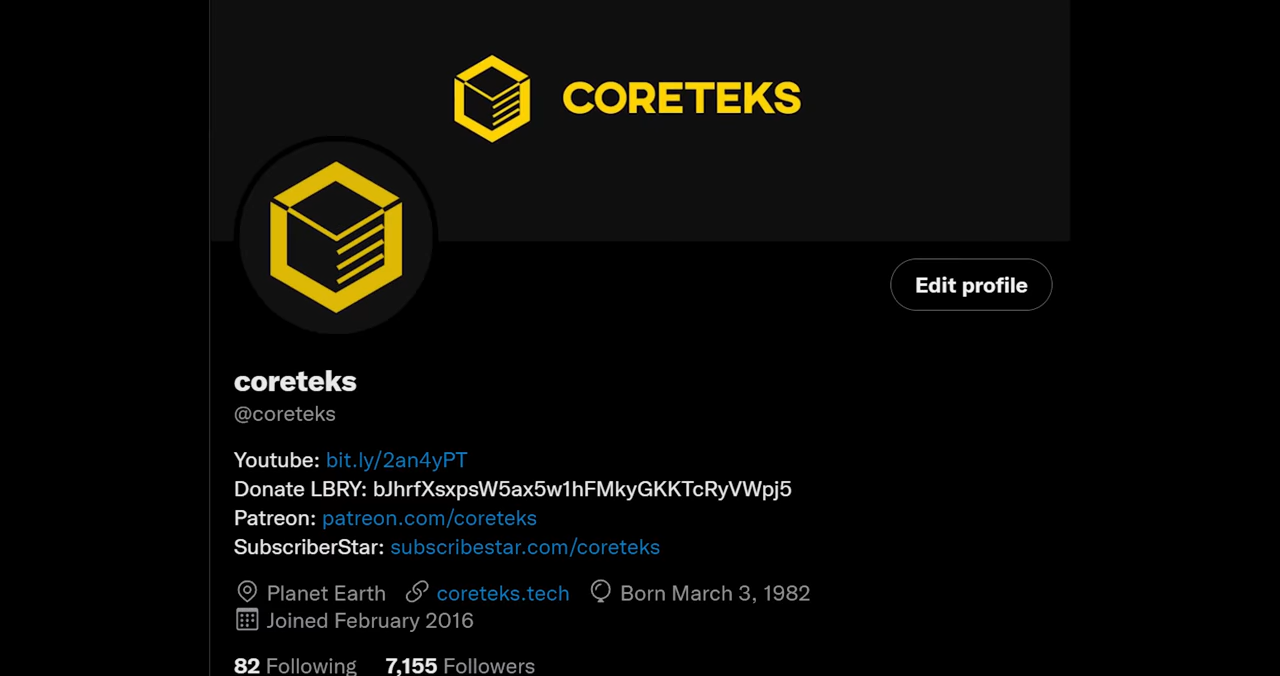 CORETEKS
Edit profile
coreteks
@coreteks
Youtube: bit.ly/2an4yPT
Donate LBRY: bJhrfXsxpsW5ax5w1hFMkyGKKTcRyVWpj5
Patreon: patreon.com/coreteks
SubscriberStar: subscribestar.com/coreteks
Planet Earth coreteks.tech Born March 3, 1982
Joined February 2016
82 Following 7,155 Followers